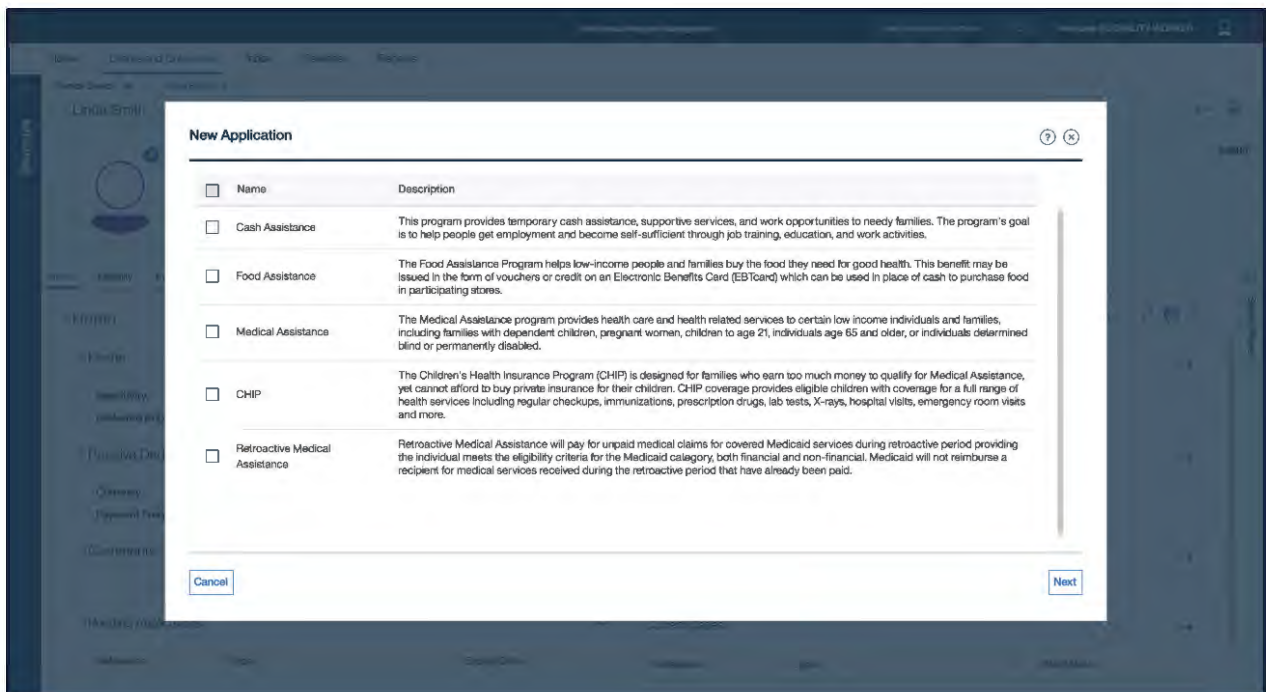 Linda Smith
New Application
Name Description
Cash Assistance
This program provides temporary cash assistance, supportive services, and work opportunities to needy families. The program's goal
is to help people get employment and become self-sufficient through job training, education, and work activities.
Food Assistance
The Food Assistance Program helps low-income people and families buy the food they need for good health. This benefit may be
issued in the form of vouchers or credit on an Electronic Benefits Card (EBTcard) which can be used in place of cash to purchase food
in participating stores.
Medical Assistance
The Medical Assistance program provides health care and health related services to certain low income individuals and families,
including families with dependent children, pregnant women, children to age 21, individuals age 65 and older, or individuals determined
blind or permanently disabled.
CHIP
The Children's Health Insurance Program (CHIP) is designed for families who earn too much money to qualify for Medical Assistance,
yet cannot afford to buy private insurance for their children. CHIP coverage provides eligible children with coverage for a full range of
health services including regular checkups, immunizations, prescription drugs, lab tests, X-rays, hospital visits, emergency room visits
and more.
Retroactive Medical
Assistance
Retroactive Medical Assistance will pay for unpaid medical claims for covered Medicaid services during retroactive period providing
the individual meets the eligibility criteria for the Medicaid category, both financial and non-financial. Medicaid will not reimburse a
recipient for medical services received during the retroactive period that have already been paid.
Cancel Next